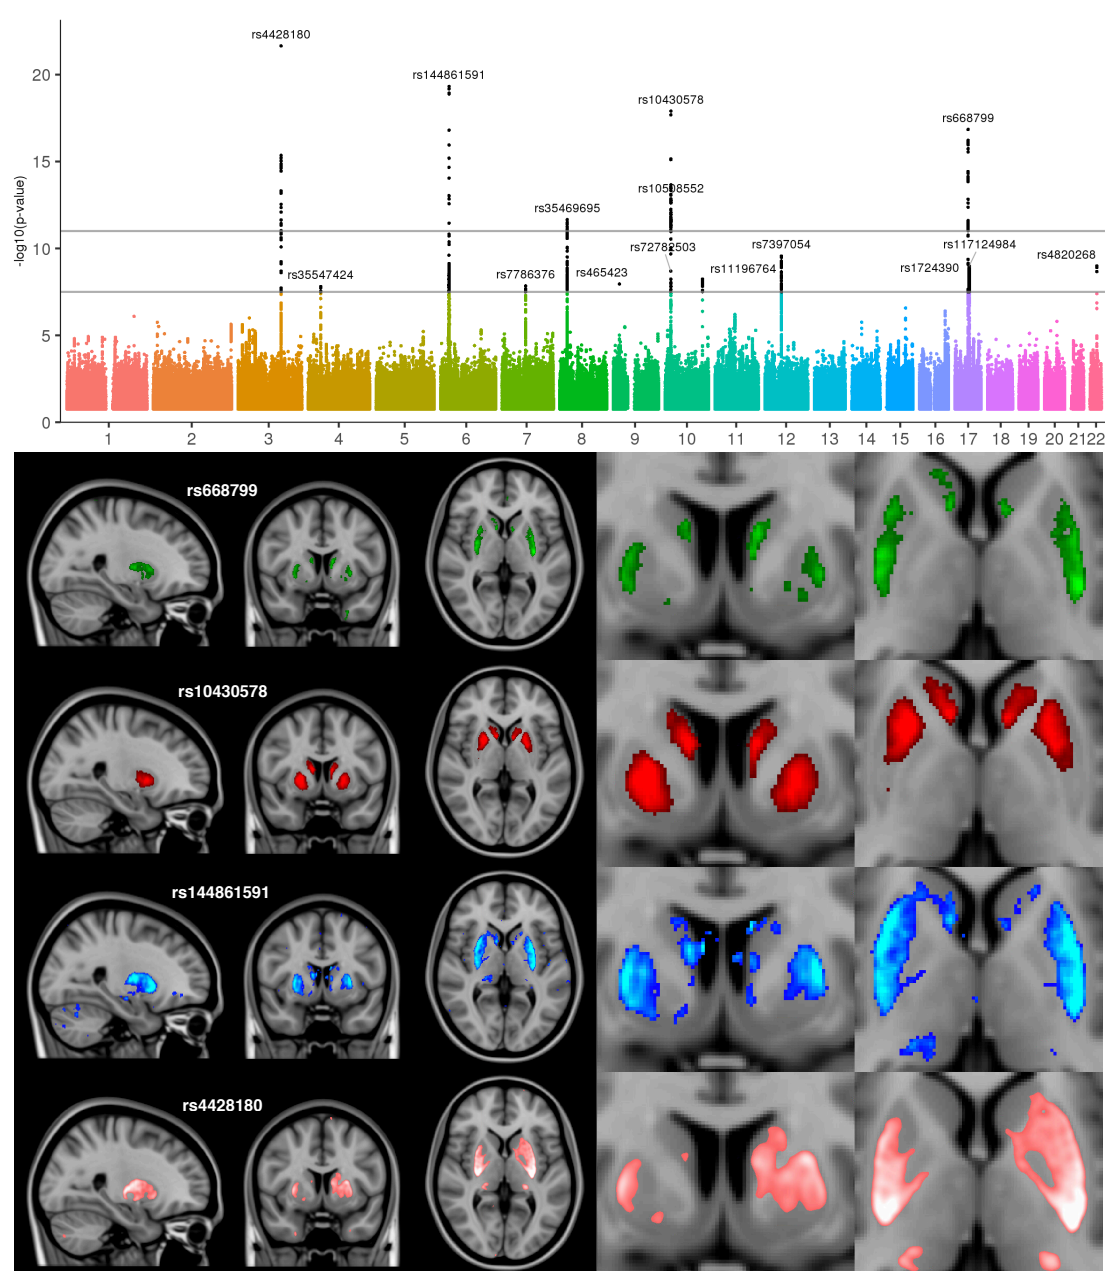 rs4428180
rs144861591
rs10430578
rs668799
rs10508552
rs35469695
rs72782503
rs7397054
rs117124984
rs4820268
rs35547424
rs7786376
rs465423
rs11196764
rs1724390
-log10(p-value)
20
15
10
5
0
1 2 3 4 5 6 7 8 9 10 11 12 13 14 15 16 17 18 19 20 21 22
rs668799
rs10430578
rs144861591
rs4428180